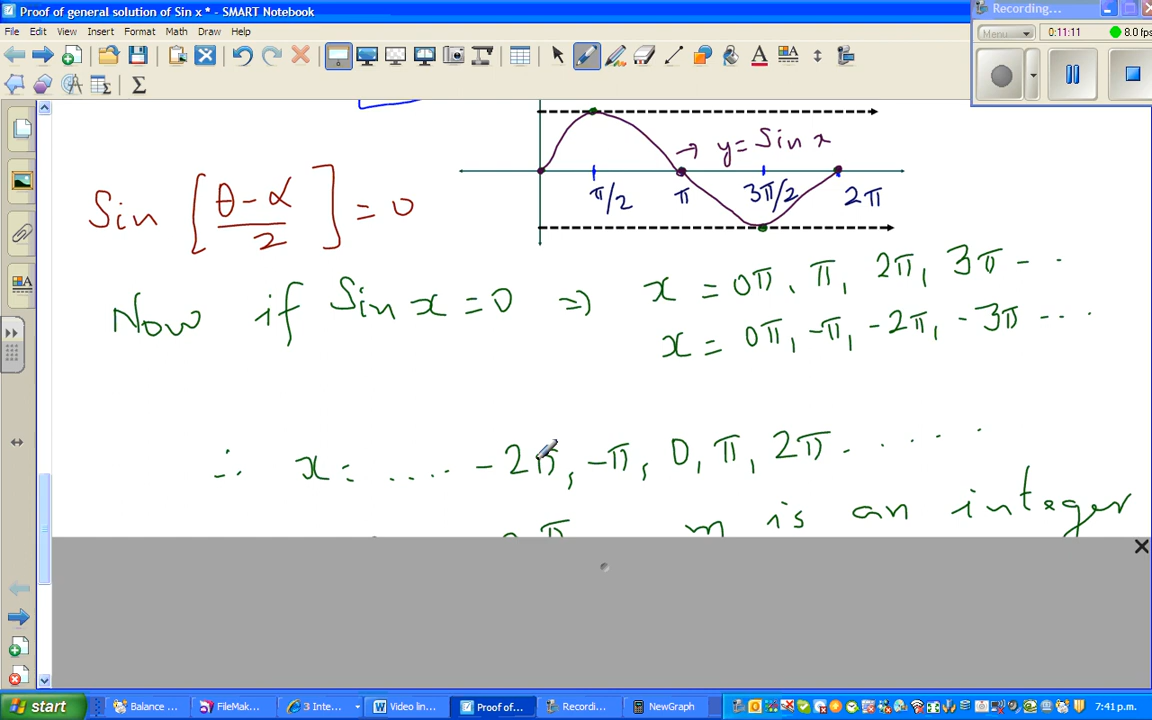 Proof of general solution of Sin x * - SMART Notebook
Recording...
File Edit View Insert Format Math Draw Help
Menu
0:11:11
8.0 fps
y = Sin x
π/2 π 3π/2 2π
Sin [θ-α/2] = 0
Now if Sin x = 0 ⇒ x = 0π, π, 2π, 3π - ..
x = 0π, -π, -2π, -3π - ...
∴ x = .... -2π, -π, 0, π, 2π. .....
m is an integer
start
Balance ...
FileMak...
3 Inte...
Video lin...
Proof of...
Recordi...
NewGraph
7:41 p.m.